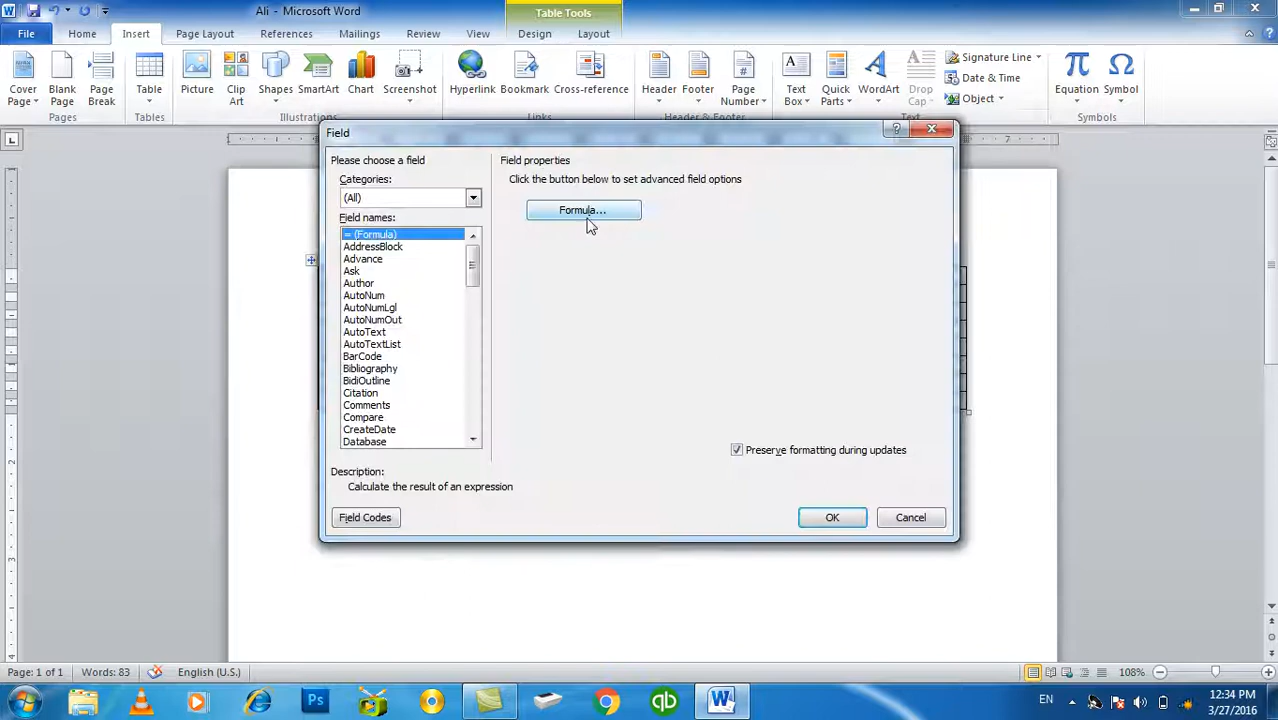 Ali - Microsoft Word
Table Tools
File Home Insert Page Layout References Mailings Review View Design Layout
Cover Page
Blank Page
Page Break
Table
Picture
Clip Art
Shapes
SmartArt
Chart
Screenshot
Hyperlink
Bookmark
Cross-reference
Header
Footer
Page Number
Text Box
Quick Parts
WordArt
Drop Cap
Signature Line
Date & Time
Object
Equation
Symbol
Pages Tables Illustrations Links Header & Footer Text Symbols
Field
Please choose a field
Categories:
(All)
Field names:
= (Formula)
AddressBlock
Advance
Ask
Author
AutoNum
AutoNumLgl
AutoNumOut
AutoText
AutoTextList
BarCode
Bibliography
BidiOutline
Citation
Comments
Compare
CreateDate
Database
Field properties
Click the button below to set advanced field options
Formula...
Preserve formatting during updates
Description:
Calculate the result of an expression
Field Codes
OK
Cancel
Page: 1 of 1 Words: 83 English (U.S.) 108%
EN
12:34 PM
3/27/2016